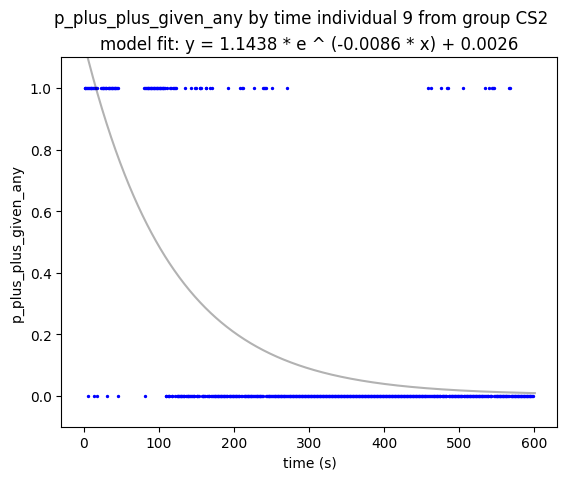 p_plus_plus_given_any by time individual 9 from group CS2
model fit: y = 1.1438 * e ^ (-0.0086 * x) + 0.0026
1.0
0.8
0.6
0.4
0.2
0.0
p_plus_plus_given_any
0 100 200 300 400 500 600
time (s)